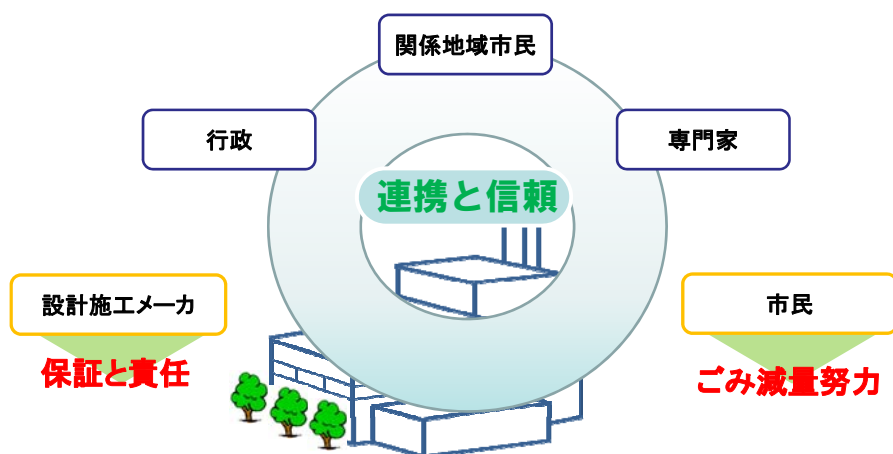 関係地域市民
行政
専門家
連携と信頼
設計施工メーカ
市民
保証と責任
ごみ減量努力